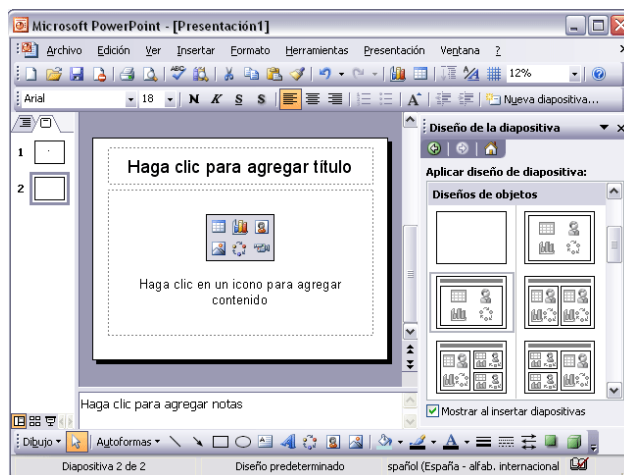 Microsoft PowerPoint - [Presentación1]
Archivo Edición Ver Insertar Formato Herramientas Presentación Ventana ?
12%
Arial 18 N K S S Nueva diapositiva...
Diseño de la diapositiva
1
2
Haga clic para agregar título
Haga clic en un icono para agregar
contenido
Aplicar diseño de diapositiva:
Diseños de objetos
Haga clic para agregar notas
Mostrar al insertar diapositivas
Dibujo Autoformas
Diapositiva 2 de 2 Diseño predeterminado spañol (España - alfab. internacional